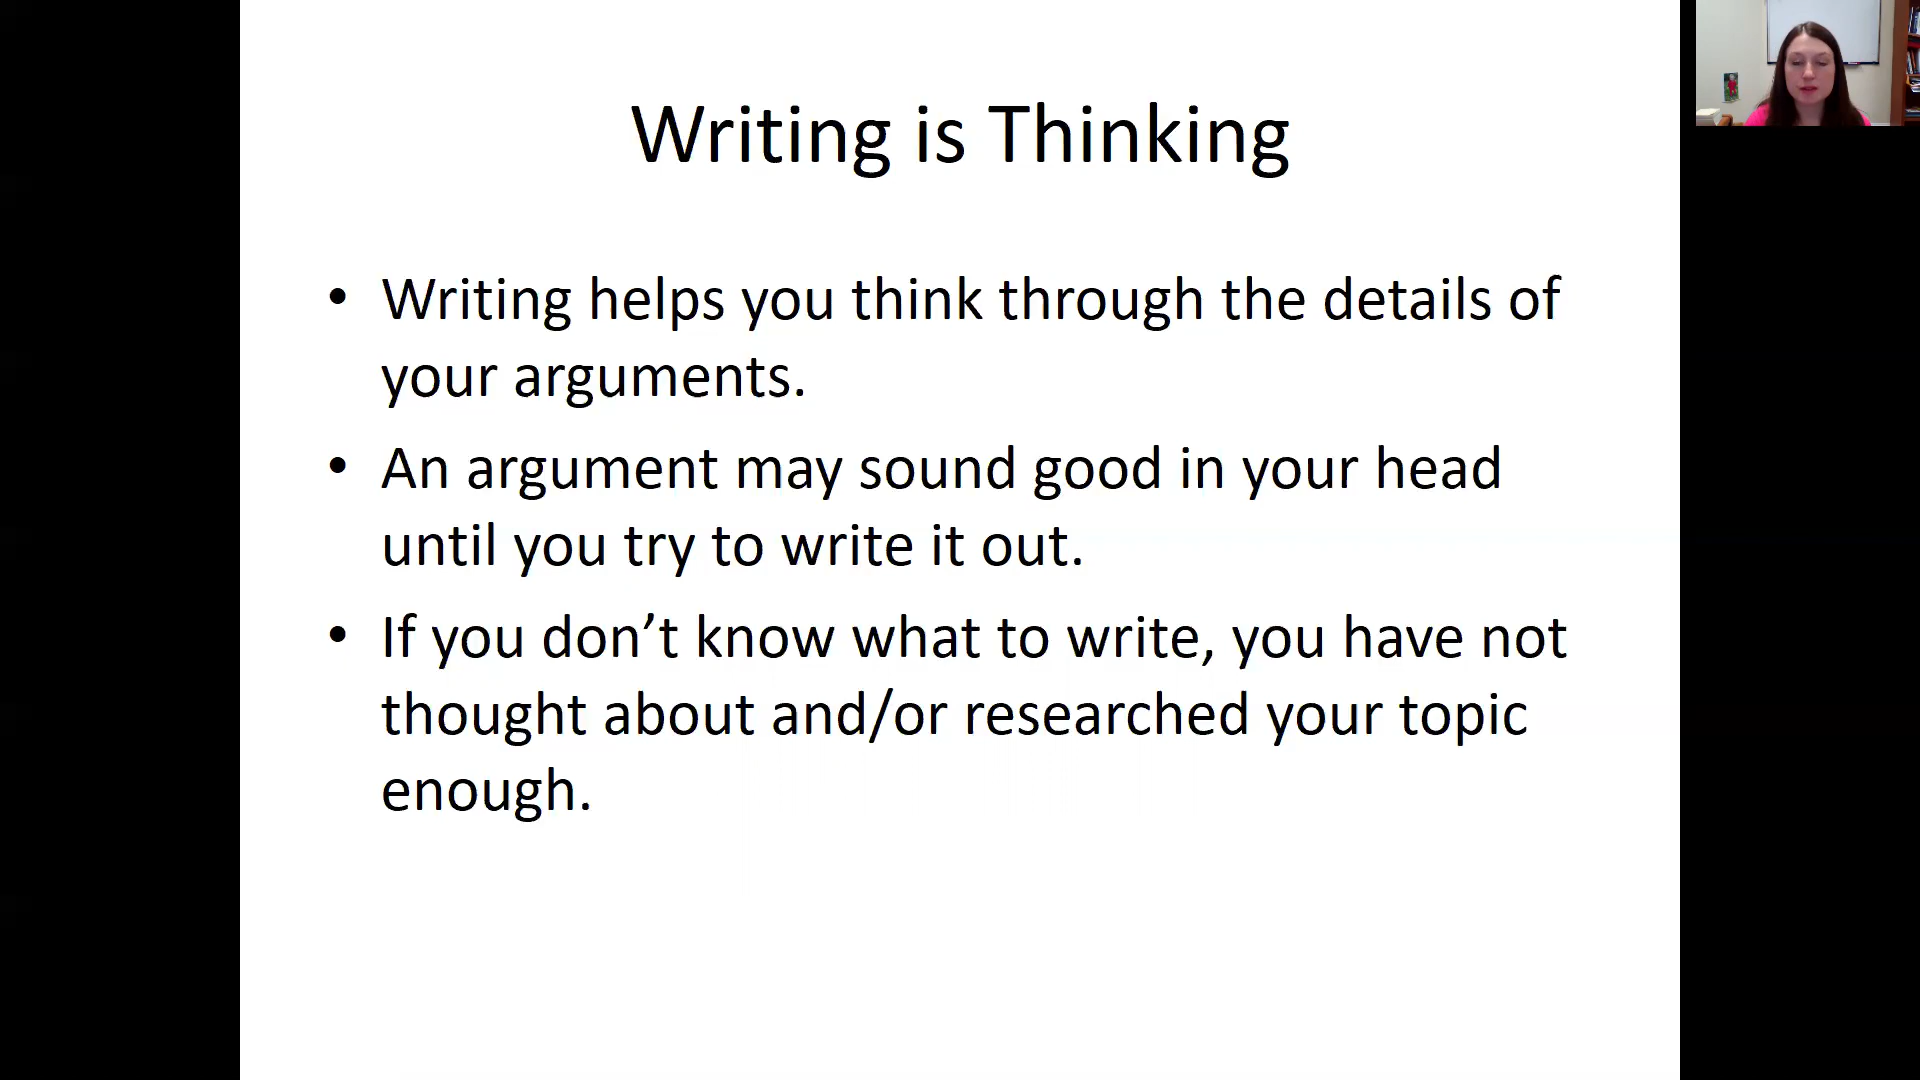 Writing is Thinking
• Writing helps you think through the details of
your arguments.
• An argument may sound good in your head
until you try to write it out.
• If you don’t know what to write, you have not
thought about and/or researched your topic
enough.